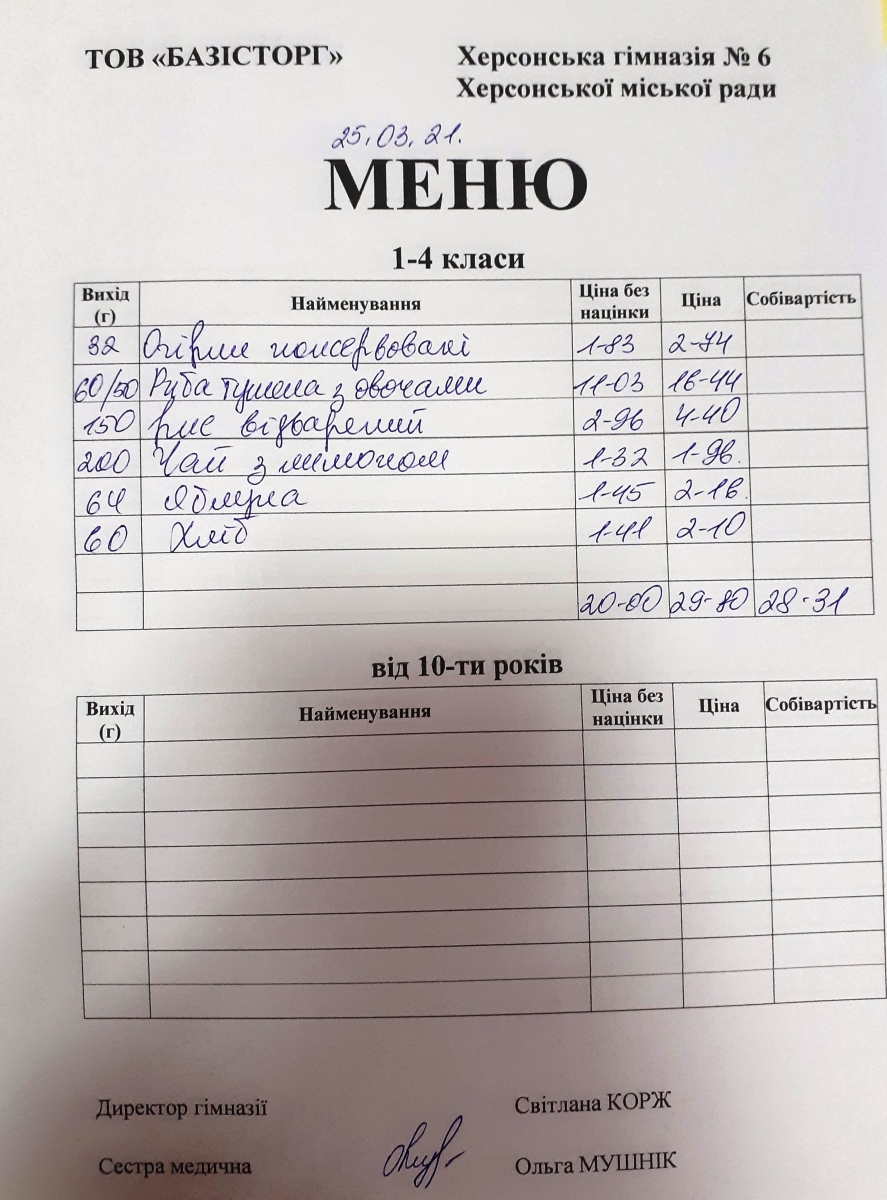 ТОВ «БАЗІСТОРГ»
Херсонська гімназія № 6
Херсонської міської ради
25.03.21.
МЕНЮ
1-4 класи
Вихід (г) Найменування Ціна без націнки Ціна Собівартість
32 Огірки консервовані 1-83 2-74
60/50 Риба тушена з овочами 11-03 16-44
150 рис відварений 2-96 4-40
200 Чай з лимоном 1-32 1-96.
64 Яблука 1-45 2-16.
60 Хліб 1-41 2-10
20-00 29-80 28-31
від 10-ти років
Вихід (г) Найменування Ціна без націнки Ціна Собівартість
Директор гімназії Світлана КОРЖ
Сестра медична Ольга МУШНІК